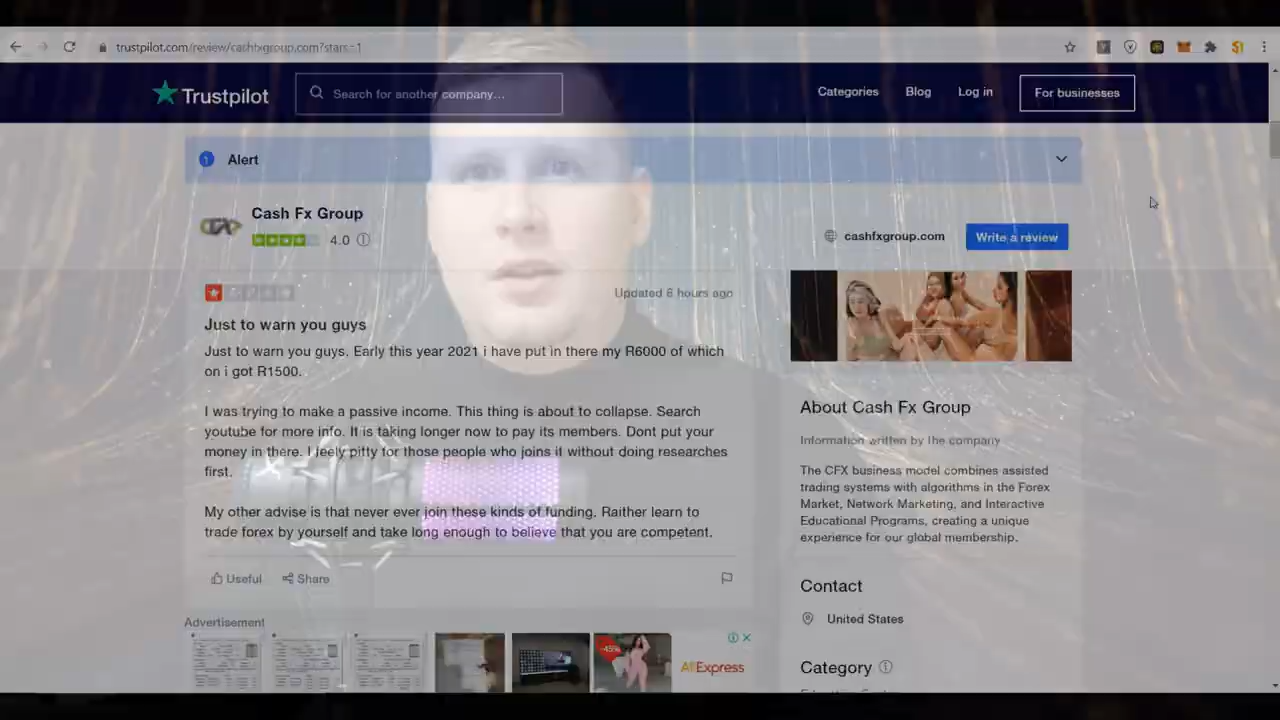 trustpilot.com/review/cashfxgroup.com?stars=1
Trustpilot
Search for another company...
Categories
Blog
Log in
For businesses
Alert
Cash Fx Group
4.0
cashfxgroup.com
Write a review
Updated 6 hours ago
Just to warn you guys
Just to warn you guys. Early this year 2021 i have put in there my R6000 of which
on i got R1500.
I was trying to make a passive income. This thing is about to collapse. Search
youtube for more info. It is taking longer now to pay its members. Dont put your
money in there. I feely pitty for those people who joins it without doing researches
first.
My other advise is that never ever join these kinds of funding. Raither learn to
trade forex by yourself and take long enough to believe that you are competent.
Useful
Share
Advertisement
-45%
AliExpress
About Cash Fx Group
Information written by the company
The CFX business model combines assisted
trading systems with algorithms in the Forex
Market, Network Marketing, and Interactive
Educational Programs, creating a unique
experience for our global membership.
Contact
United States
Category